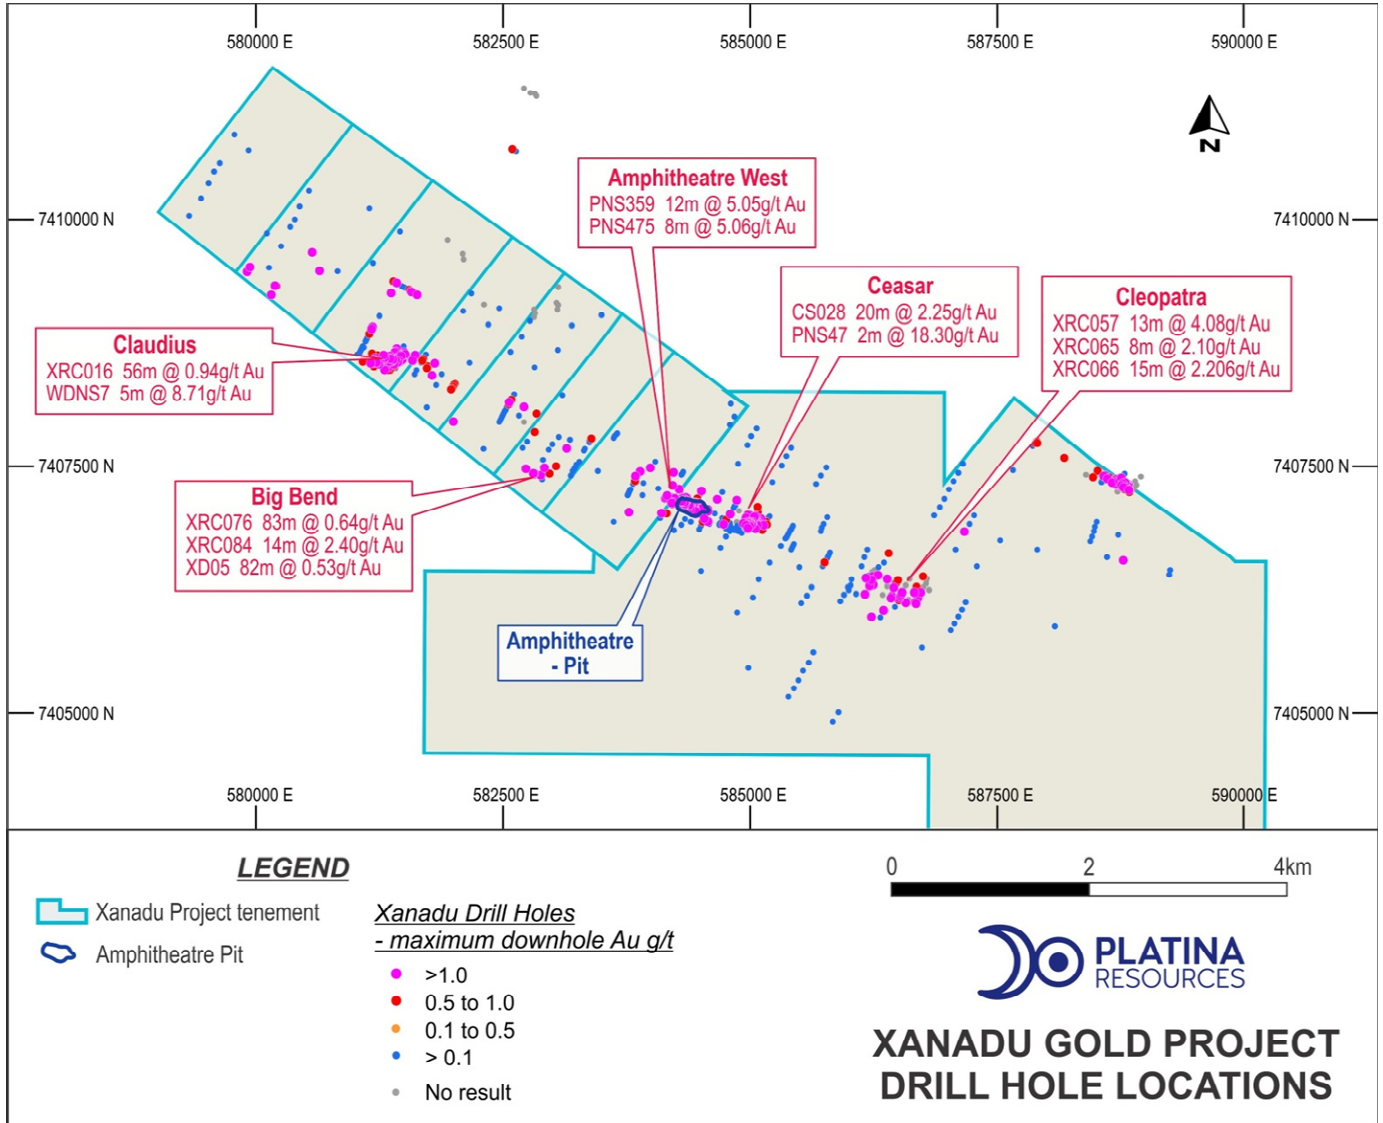 580000 E
582500 E
585000 E
587500 E
590000 E
N
7410000 N
7410000 N
Amphitheatre West
PNS359 12m @ 5.05g/t Au
PNS475 8m @ 5.06g/t Au
Ceasar
CS028 20m @ 2.25g/t Au
PNS47 2m @ 18.30g/t Au
Cleopatra
XRC057 13m @ 4.08g/t Au
XRC065 8m @ 2.10g/t Au
XRC066 15m @ 2.206g/t Au
Claudius
XRC016 56m @ 0.94g/t Au
WDNS7 5m @ 8.71g/t Au
7407500 N
7407500 N
Big Bend
XRC076 83m @ 0.64g/t Au
XRC084 14m @ 2.40g/t Au
XD05 82m @ 0.53g/t Au
Amphitheatre
- Pit
7405000 N
7405000 N
580000 E
582500 E
585000 E
587500 E
590000 E
LEGEND
Xanadu Project tenement
Amphitheatre Pit
Xanadu Drill Holes
- maximum downhole Au g/t
>1.0
0.5 to 1.0
0.1 to 0.5
> 0.1
No result
0 2 4km
PLATINA
RESOURCES
XANADU GOLD PROJECT
DRILL HOLE LOCATIONS